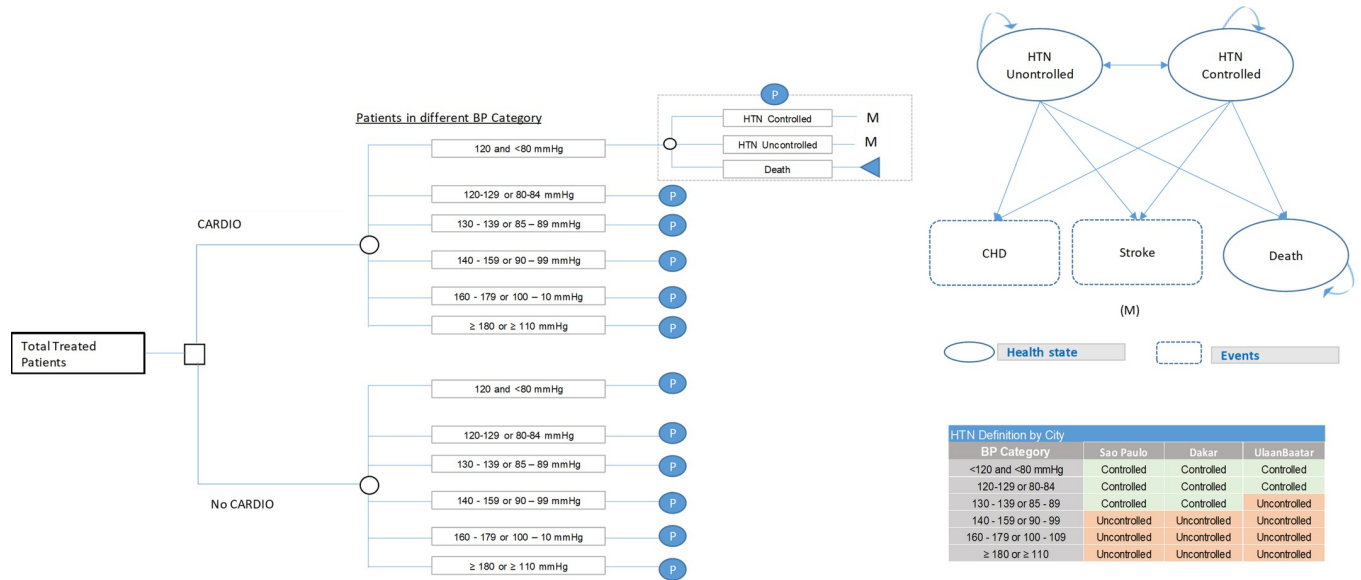 Total Treated
Patients
CARDIO
No CARDIO
Patients in different BP Category
120 and <80 mmHg
120-129 or 80-84 mmHg
130 - 139 or 85 – 89 mmHg
140 - 159 or 90 – 99 mmHg
160 - 179 or 100 – 10 mmHg
≥ 180 or ≥ 110 mmHg
P
HTN Controlled M
HTN Uncontrolled M
Death
P
P
P
P
P
120 and <80 mmHg P
120-129 or 80-84 mmHg P
130 - 139 or 85 – 89 mmHg P
140 - 159 or 90 – 99 mmHg P
160 - 179 or 100 – 10 mmHg P
≥ 180 or ≥ 110 mmHg P
HTN
Unontrolled
HTN
Controlled
CHD
Stroke
Death
(M)
Health state
Events
HTN Definition by City
BP Category Sao Paulo Dakar UlaanBaatar
<120 and <80 mmHg Controlled Controlled Controlled
120-129 or 80-84 Controlled Controlled Controlled
130 - 139 or 85 - 89 Controlled Controlled Uncontrolled
140 - 159 or 90 - 99 Uncontrolled Uncontrolled Uncontrolled
160 - 179 or 100 - 109 Uncontrolled Uncontrolled Uncontrolled
≥ 180 or ≥ 110 Uncontrolled Uncontrolled Uncontrolled